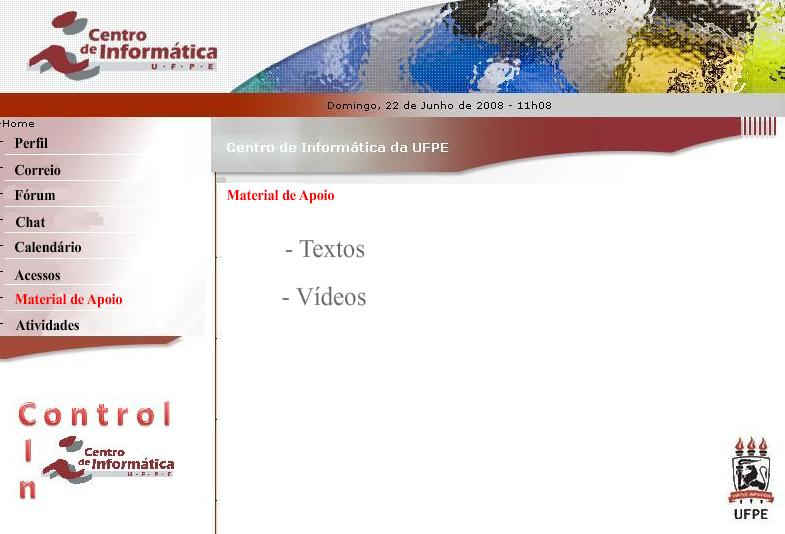 Centro
de Informática
U · F · P · E
Domingo, 22 de Junho de 2008 - 11h08
Home
Perfil
Correio
Fórum
Chat
Calendário
Acessos
Material de Apoio
Atividades
Centro de Informática da UFPE
Material de Apoio
- Textos
- Vídeos
Control
In
Centro
de Informática
U · F · P · E
UFPE